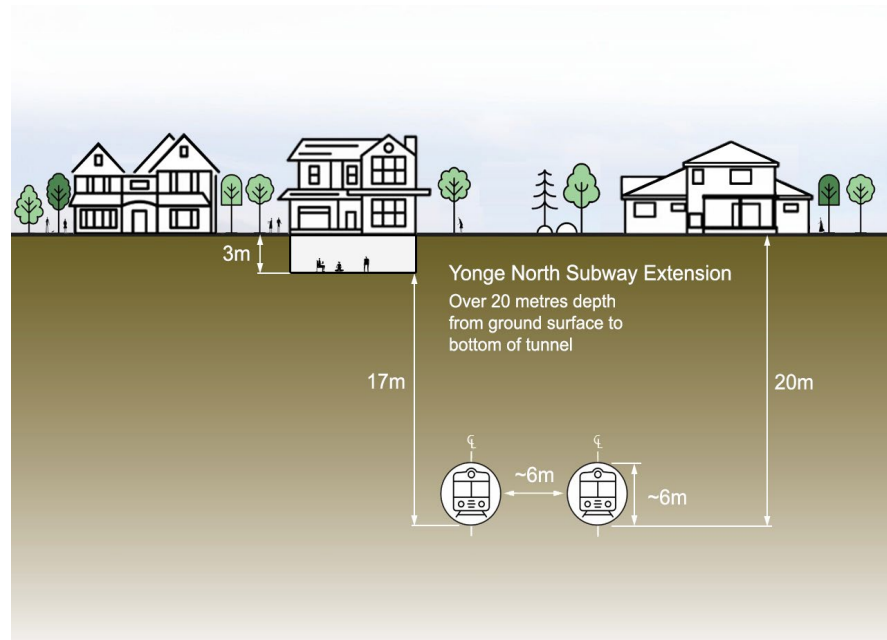 3m
Yonge North Subway Extension
Over 20 metres depth
from ground surface to
bottom of tunnel
17m
20m
℄
℄
~6m
~6m